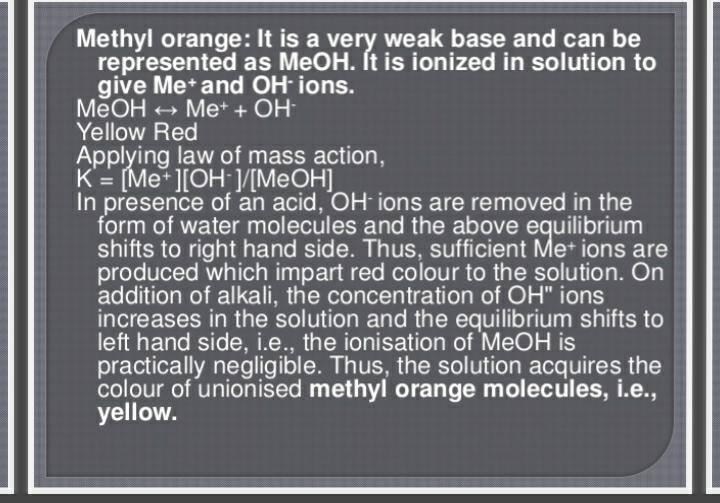 Methyl orange: It is a very weak base and can be
represented as MeOH. It is ionized in solution to
give Me⁺ and OH⁻ ions.
MeOH ↔ Me⁺ + OH⁻
Yellow Red
Applying law of mass action,
K = [Me⁺][OH⁻]/[MeOH]
In presence of an acid, OH⁻ ions are removed in the
form of water molecules and the above equilibrium
shifts to right hand side. Thus, sufficient Me⁺ ions are
produced which impart red colour to the solution. On
addition of alkali, the concentration of OH" ions
increases in the solution and the equilibrium shifts to
left hand side, i.e., the ionisation of MeOH is
practically negligible. Thus, the solution acquires the
colour of unionised methyl orange molecules, i.e.,
yellow.